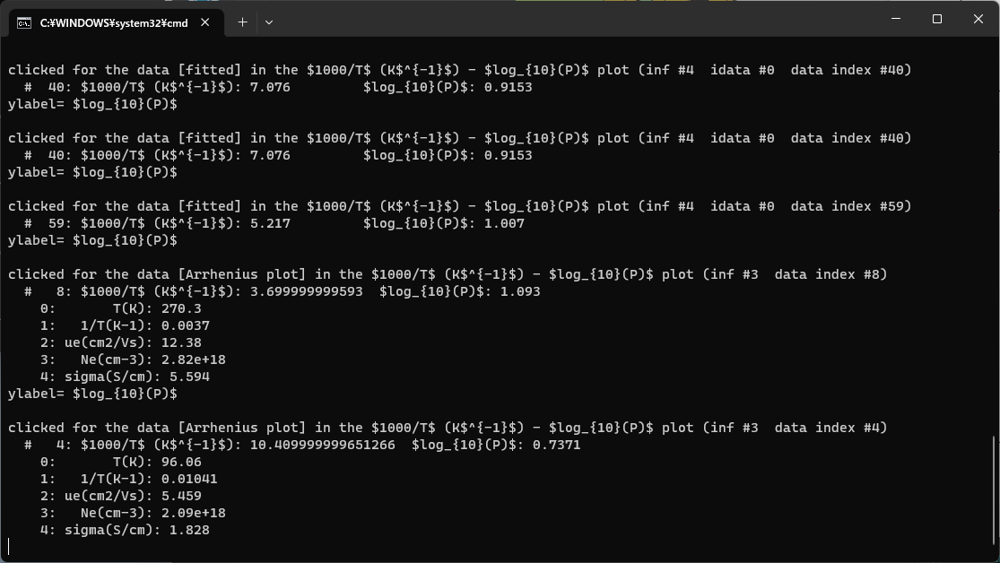 C:¥WINDOWS¥system32¥cmd
clicked for the data [fitted] in the $1000/T$ (K$^{-1}$) - $log_{10}(P)$ plot (inf #4  idata #0  data index #40)
  #  40: $1000/T$ (K$^{-1}$): 7.076         $log_{10}(P)$: 0.9153
ylabel= $log_{10}(P)$
clicked for the data [fitted] in the $1000/T$ (K$^{-1}$) - $log_{10}(P)$ plot (inf #4  idata #0  data index #40)
  #  40: $1000/T$ (K$^{-1}$): 7.076         $log_{10}(P)$: 0.9153
ylabel= $log_{10}(P)$
clicked for the data [fitted] in the $1000/T$ (K$^{-1}$) - $log_{10}(P)$ plot (inf #4  idata #0  data index #59)
  #  59: $1000/T$ (K$^{-1}$): 5.217         $log_{10}(P)$: 1.007
ylabel= $log_{10}(P)$
clicked for the data [Arrhenius plot] in the $1000/T$ (K$^{-1}$) - $log_{10}(P)$ plot (inf #3  data index #8)
  #   8: $1000/T$ (K$^{-1}$): 3.699999999593  $log_{10}(P)$: 1.093
    0:       T(K): 270.3
    1:   1/T(K-1): 0.0037
    2: ue(cm2/Vs): 12.38
    3:   Ne(cm-3): 2.82e+18
    4: sigma(S/cm): 5.594
ylabel= $log_{10}(P)$
clicked for the data [Arrhenius plot] in the $1000/T$ (K$^{-1}$) - $log_{10}(P)$ plot (inf #3  data index #4)
  #   4: $1000/T$ (K$^{-1}$): 10.409999999651266  $log_{10}(P)$: 0.7371
    0:       T(K): 96.06
    1:   1/T(K-1): 0.01041
    2: ue(cm2/Vs): 5.459
    3:   Ne(cm-3): 2.09e+18
    4: sigma(S/cm): 1.828